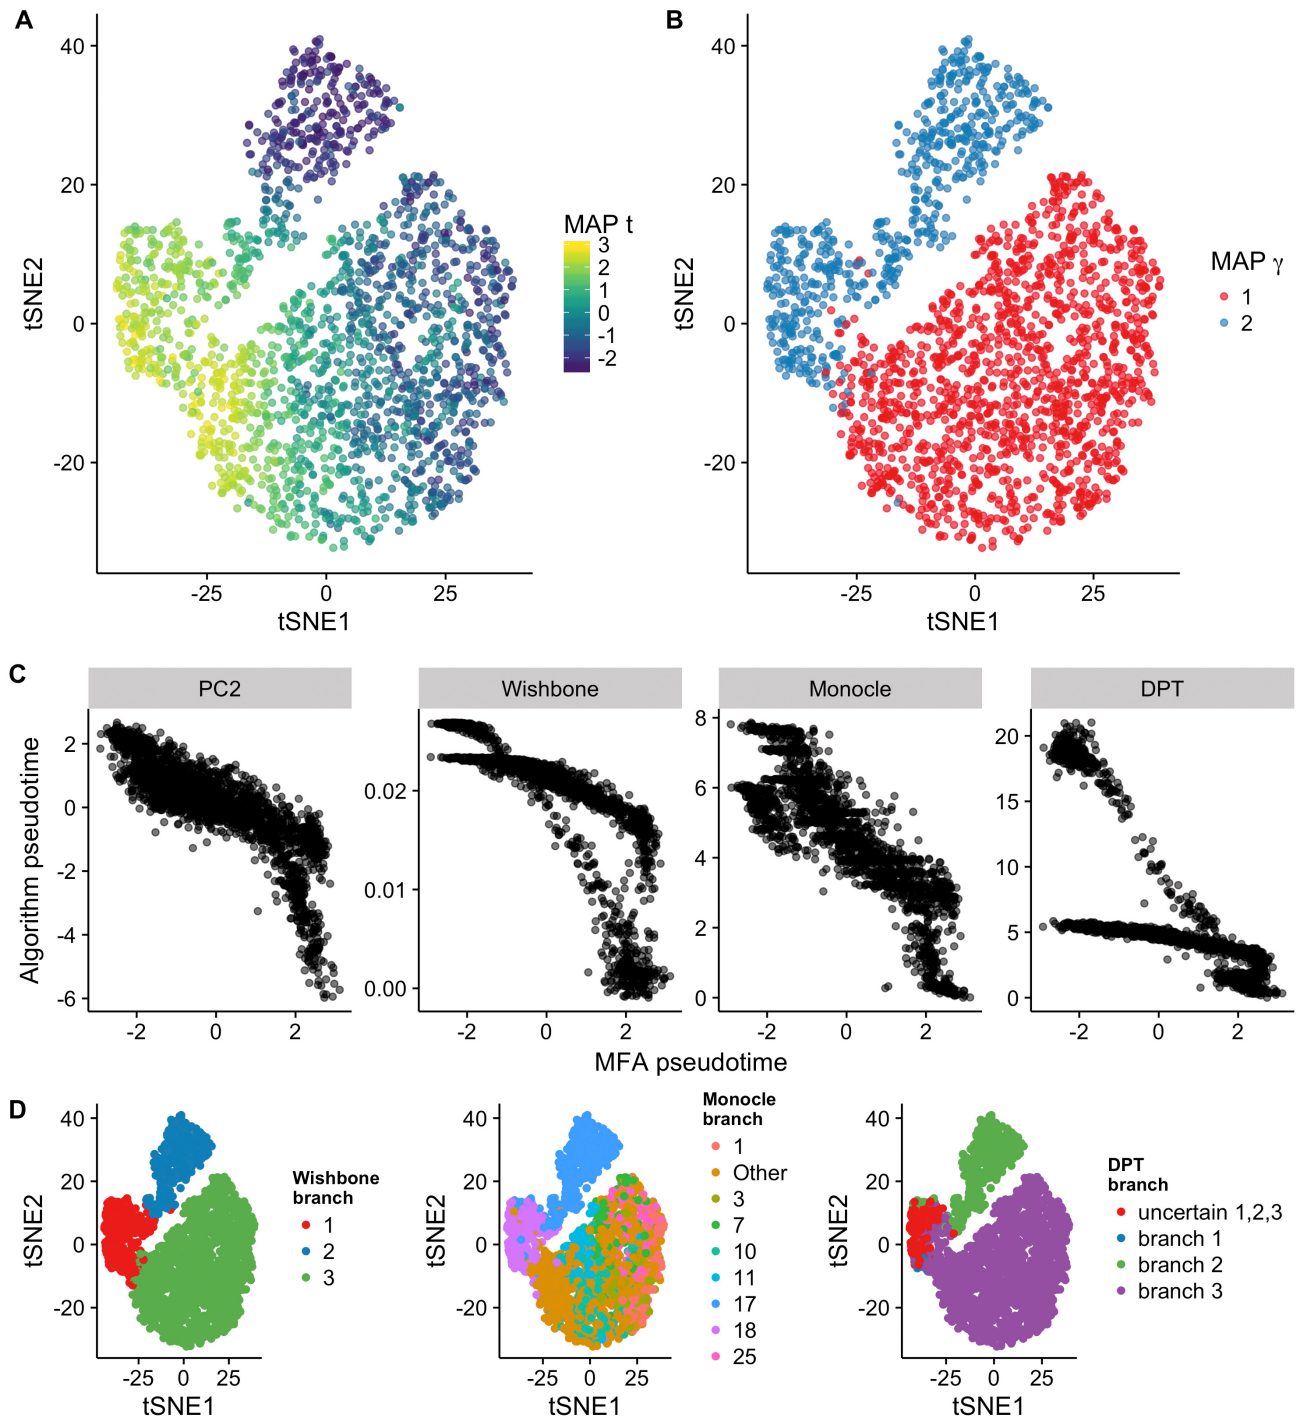 A
40
20
0
-20
tSNE2
-25
0
25
tSNE1
MAP t
3
2
1
0
-1
-2
B
40
20
0
-20
tSNE2
-25
0
25
tSNE1
MAP γ
1
2
C
PC2
Wishbone
Monocle
DPT
Algorithm pseudotime
2
0
-2
-4
-6
-2
0
2
0.02
0.01
0.00
-2
0
2
8
6
4
2
0
-2
0
2
20
15
10
5
0
-2
0
2
MFA pseudotime
D
40
20
0
-20
tSNE2
-25
0
25
tSNE1
Wishbone
branch
1
2
3
40
20
0
-20
tSNE2
-25
0
25
tSNE1
Monocle
branch
1
Other
3
7
10
11
17
18
25
40
20
0
-20
tSNE2
-25
0
25
tSNE1
DPT
branch
uncertain 1,2,3
branch 1
branch 2
branch 3